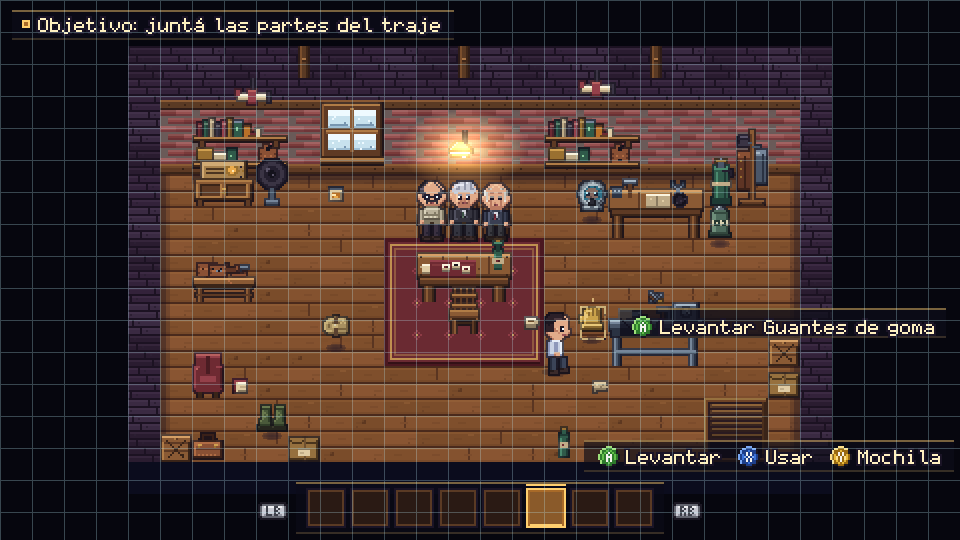 Objetivo: juntá las partes del traje
A Levantar Guantes de goma
A Levantar X Usar Y Mochila
LB RB